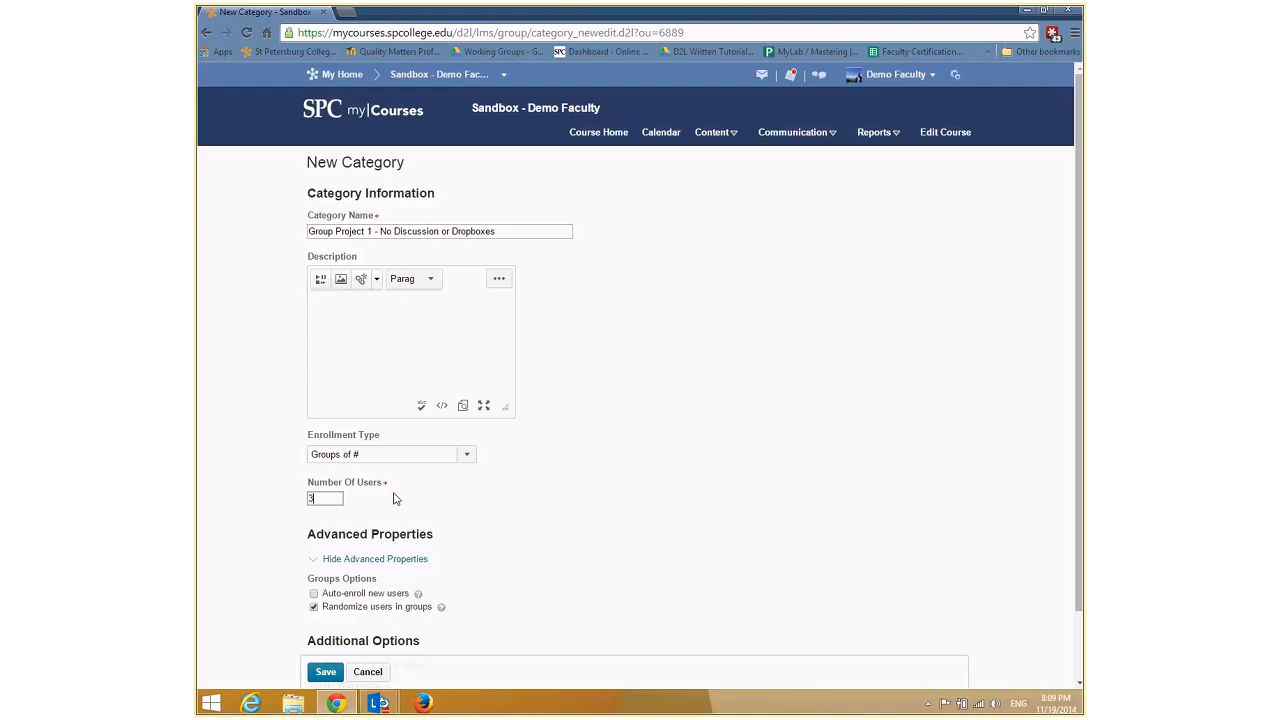 New Category - Sandbox
https://mycourses.spcollege.edu/d2l/lms/group/category_newedit.d2l?ou=6889
43
Apps St Petersburg Colleg... Quality Matters Prof... Working Groups - G... SPC Dashboard - Online ... D2L Written Tutorial... P MyLab / Mastering | ... Faculty Certification... » Other bookmarks
My Home Sandbox - Demo Fac... Demo Faculty
SPC my|Courses Sandbox - Demo Faculty
Course Home Calendar Content Communication Reports Edit Course
New Category
Category Information
Category Name
Group Project 1 - No Discussion or Dropboxes
Description
Parag
Enrollment Type
Groups of #
Number Of Users
3
Advanced Properties
Hide Advanced Properties
Groups Options
Auto-enroll new users
Randomize users in groups
Additional Options
Save Cancel
ENG 8:09 PM
11/19/2014